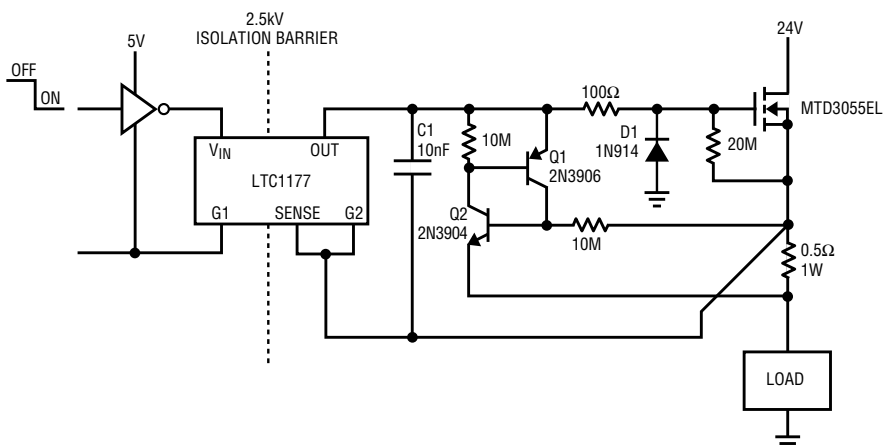 2.5kV
ISOLATION BARRIER
5V
24V
OFF
ON
100Ω
MTD3055EL
C1
10nF
10M
Q1
2N3906
D1
1N914
20M
VIN
OUT
LTC1177
G1
SENSE
G2
Q2
2N3904
10M
0.5Ω
1W
LOAD